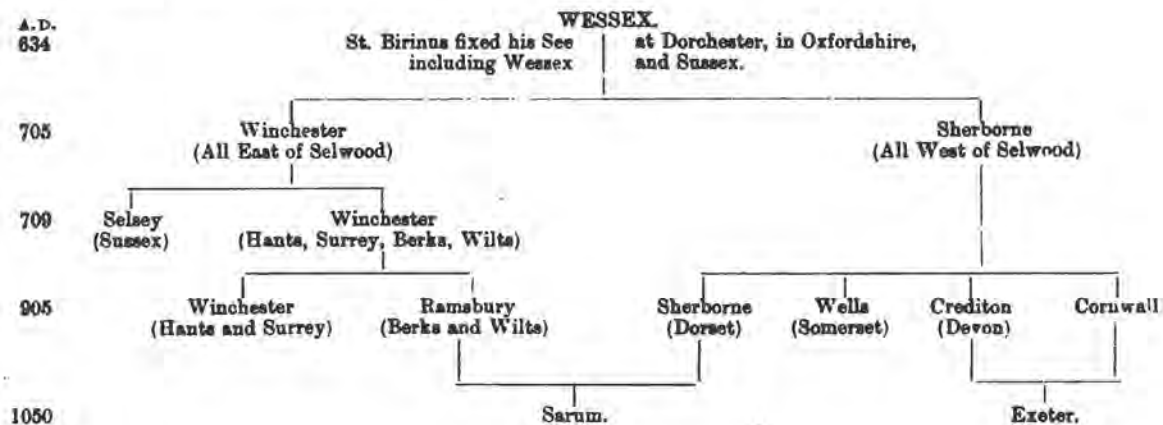 WESSEX.
A.D.
634
St. Birinus fixed his See at Dorchester, in Oxfordshire,
including Wessex and Sussex.
705
Winchester Sherborne
(All East of Selwood) (All West of Selwood)
709
Selsey Winchester
(Sussex) (Hants, Surrey, Berks, Wilts)
905
Winchester Ramsbury Sherborne Wells Crediton Cornwall
(Hants and Surrey) (Berks and Wilts) (Dorset) (Somerset) (Devon)
1050
Sarum. Exeter.